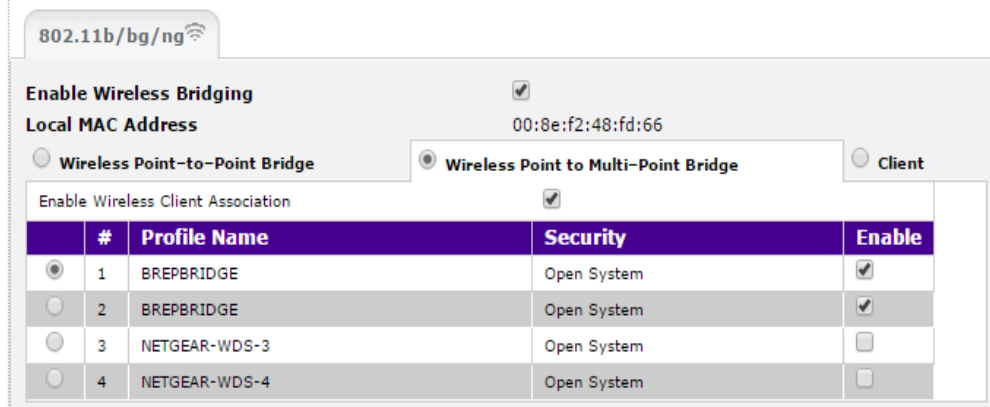 802.11b/bg/ng
Enable Wireless Bridging
Local MAC Address 00:8e:f2:48:fd:66
Wireless Point-to-Point Bridge Wireless Point to Multi-Point Bridge Client
Enable Wireless Client Association
# Profile Name Security Enable
1 BREPBRIDGE Open System
2 BREPBRIDGE Open System
3 NETGEAR-WDS-3 Open System
4 NETGEAR-WDS-4 Open System